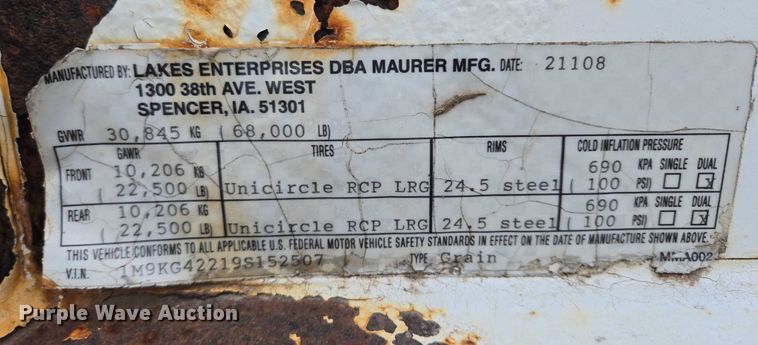 MANUFACTURED BY: LAKES ENTERPRISES DBA MAURER MFG. DATE: 21108
1300 38th AVE. WEST
SPENCER, IA. 51301
GVWR 30,845 KG (68,000 LB)
GAWR TIRES RIMS COLD INFLATION PRESSURE
FRONT 10,206 KG 690 KPA SINGLE DUAL
(22,500 LB) Unicircle RCP LRG 24.5 steel (100 PSI)
REAR 10,206 KG 690 KPA SINGLE DUAL
(22,500 LB) Unicircle RCP LRG 24.5 steel (100 PSI)
THIS VEHICLE CONFORMS TO ALL APPLICABLE U.S. FEDERAL MOTOR VEHICLE SAFETY STANDARDS IN EFFECT ON THE DATE OF MANUFACTURE SHOWN ABOVE.
V.I.N. 1M9KG42219S152507 TYPE Grain MMA002
Purple Wave Auction